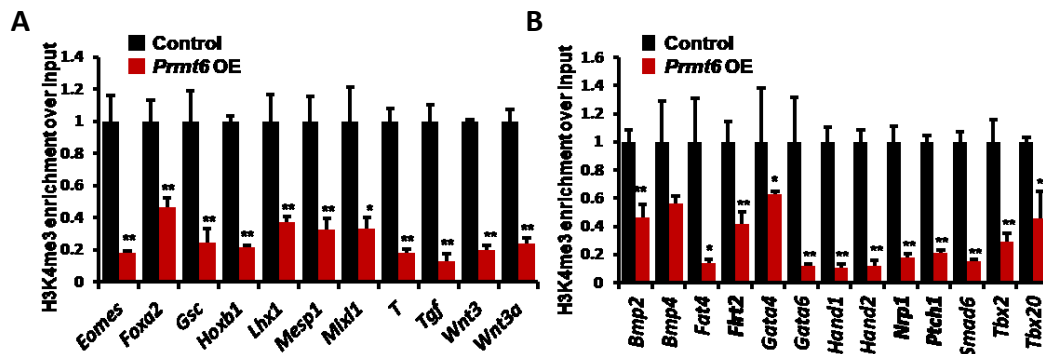 A
Control
Prmt6 OE
H3K4me3 enrichment over Input
1.4
1.2
1
0.8
0.6
0.4
0.2
0
** ** ** ** ** ** * ** ** ** **
Eomes Foxa2 Gsc Hoxb1 Lhx1 Mesp1 Mlxl1 T Tgf Wnt3 Wnt3a
B
Control
Prmt6 OE
H3K4me3 enrichment over Input
1.6
1.4
1.2
1
0.8
0.6
0.4
0.2
0
** * ** * ** ** ** ** ** ** ** *
Bmp2 Bmp4 Fat4 Flrt2 Gata4 Gata6 Hand1 Hand2 Nrp1 Ptch1 Smad6 Tbx2 Tbx20